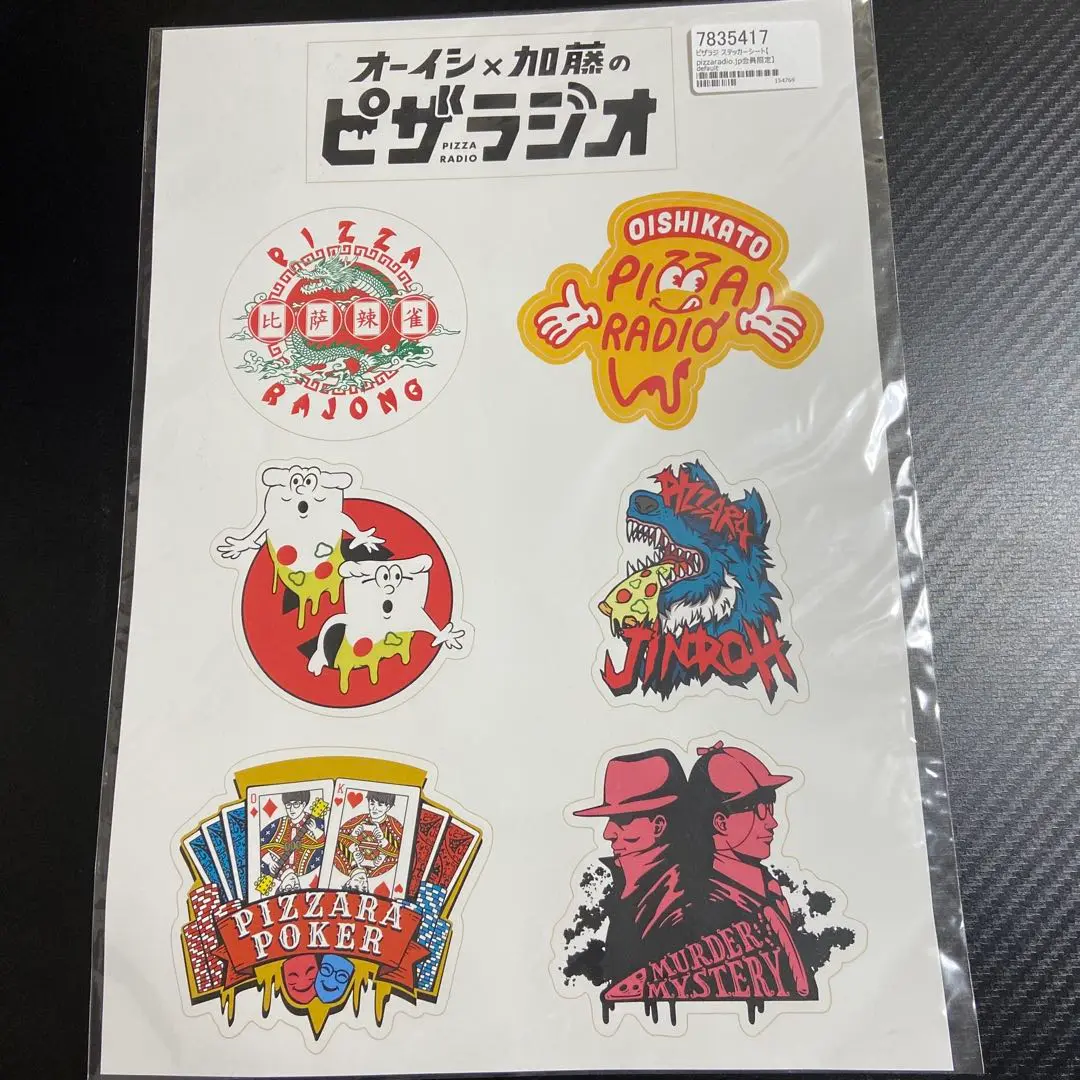 オーイシ×加藤の
ピザラジオ
PIZZA
RADIO
7835417
ピザラジ ステッカーシート【
pizzaradio.jp会員限定】
default
154769
PIZZA
比 萨 辣 雀
RAJONG
OISHIKATO
PIZZA
RADIO
PIZZARA
JINROH
O
K
PIZZARA
POKER
MURDER
MYSTERY